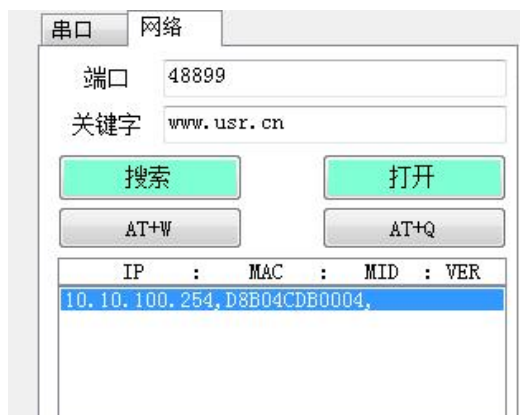 串口 网络
端口 48899
关键字 www.usr.cn
搜索 打开
AT+W AT+Q
IP : MAC : MID : VER
10.10.100.254,D8B04CDB0004,